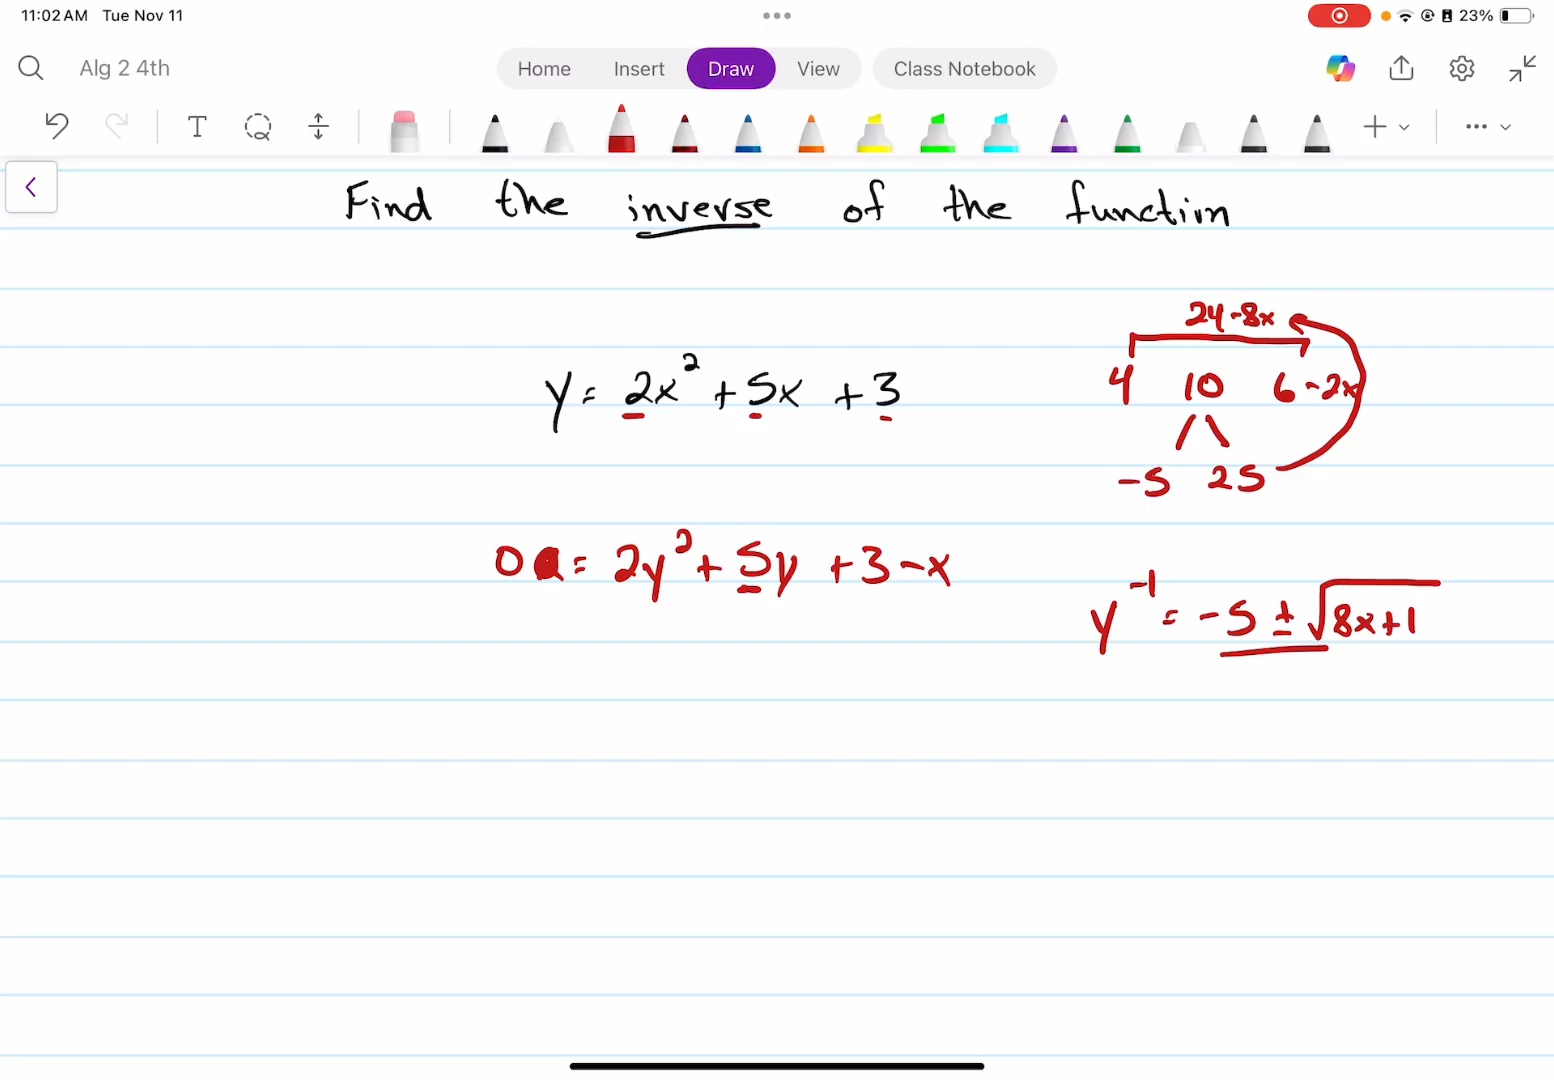 11:02 AM Tue Nov 11
23%
Alg 2 4th
Home Insert Draw View Class Notebook
T
Find the inverse of the function
24-8x
y = 2x² + 5x + 3
4 10 6-2x
-5 25
0 = 2y² + 5y + 3 - x
y⁻¹ = -5 ± √8x+1